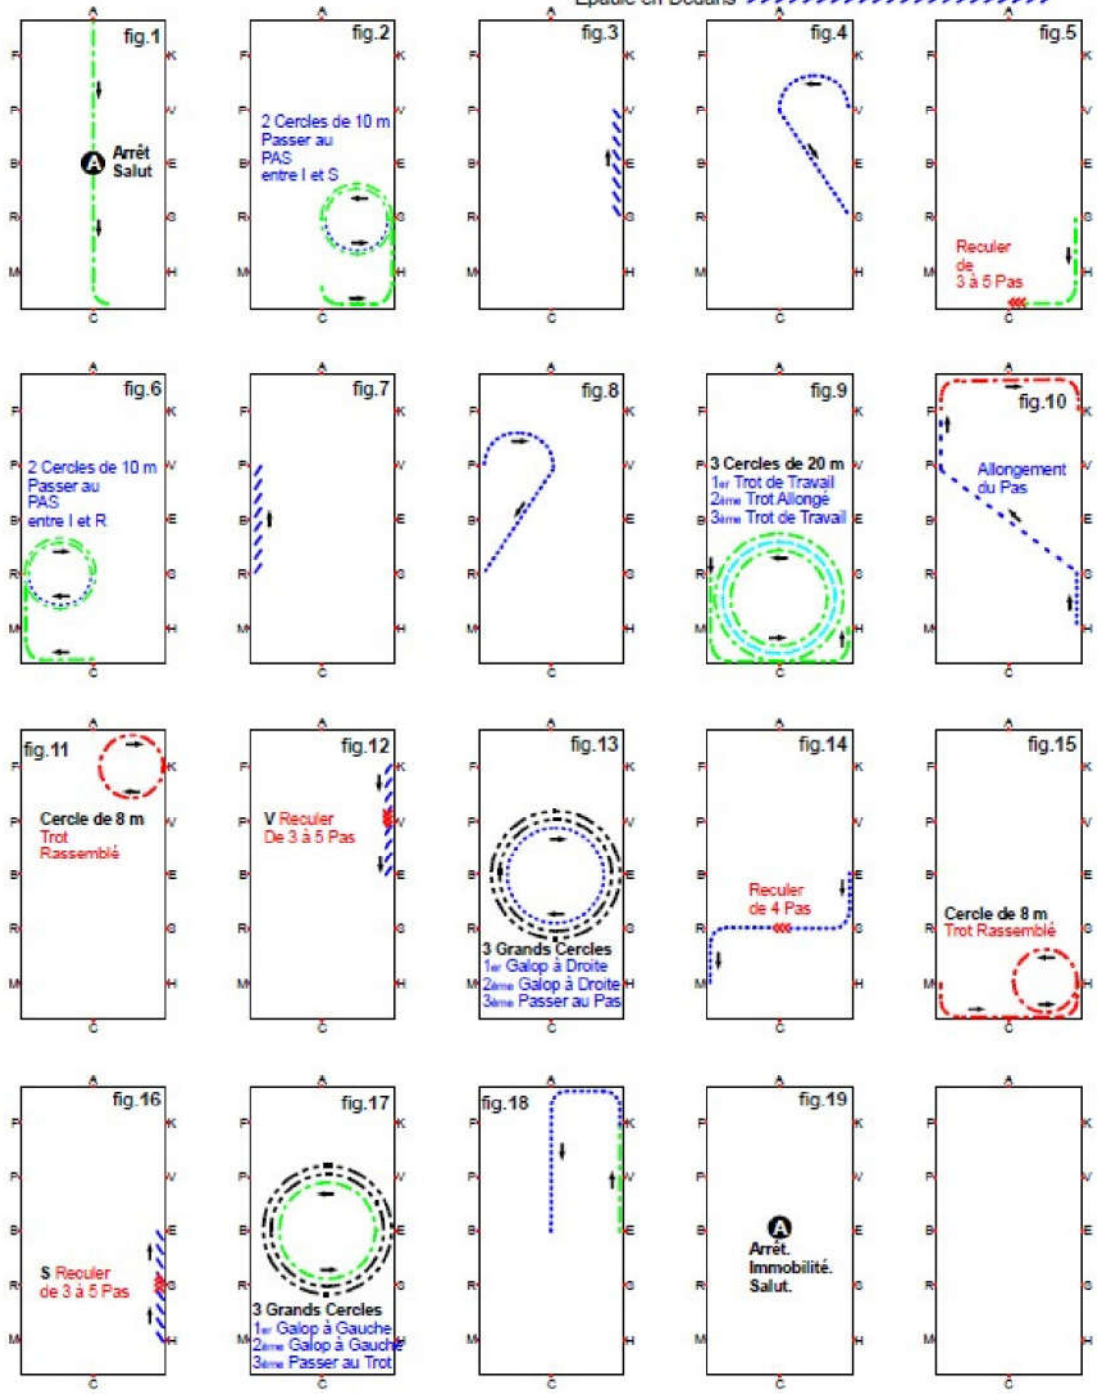 Epaule en Dedans
A
fig.1
F K
P V
B A Arrêt E
Salut
R S
M H
C
A
fig.2
F K
P V
2 Cercles de 10 m
Passer au
PAS
B E
entre I et S
R S
M H
C
A
fig.3
F K
P V
B E
R S
M H
C
A
fig.4
F K
P V
B E
R S
M H
C
A
fig.5
F K
P V
B E
R S
Reculer
de
M H
3 à 5 Pas
C
A
fig.6
F K
2 Cercles de 10 m
P V
Passer au
PAS
entre I et R
B E
R S
M H
C
A
fig.7
F K
P V
B E
R S
M H
C
A
fig.8
F K
P V
B E
R S
M H
C
A
fig.9
F K
P V
3 Cercles de 20 m
1er Trot de Travail
2ème Trot Allongé
3ème Trot de Travail
B E
R S
M H
C
A
fig.10
F K
P V
Allongement
du Pas
B E
R S
M H
C
A
fig.11
F K
P V
Cercle de 8 m
Trot
Rassemblé
B E
R S
M H
C
A
fig.12
F K
P V
V Reculer
De 3 à 5 Pas
B E
R S
M H
C
A
fig.13
F K
P V
B E
R S
3 Grands Cercles
1er Galop à Droite
2ème Galop à Droite
M H
3ème Passer au Pas
C
A
fig.14
F K
P V
B E
Reculer
de 4 Pas
R S
M H
C
A
fig.15
F K
P V
B E
Cercle de 8 m
Trot Rassemblé
R S
M H
C
A
fig.16
F K
P V
B E
S Reculer
de 3 à 5 Pas
R S
M H
C
A
fig.17
F K
P V
B E
R S
3 Grands Cercles
1er Galop à Gauche
2ème Galop à Gauche
M H
3ème Passer au Trot
C
A
fig.18
F K
P V
B E
R S
M H
C
A
fig.19
F K
P V
B A E
Arrêt.
Immobilité.
Salut.
R S
M H
C
A
F K
P V
B E
R S
M H
C